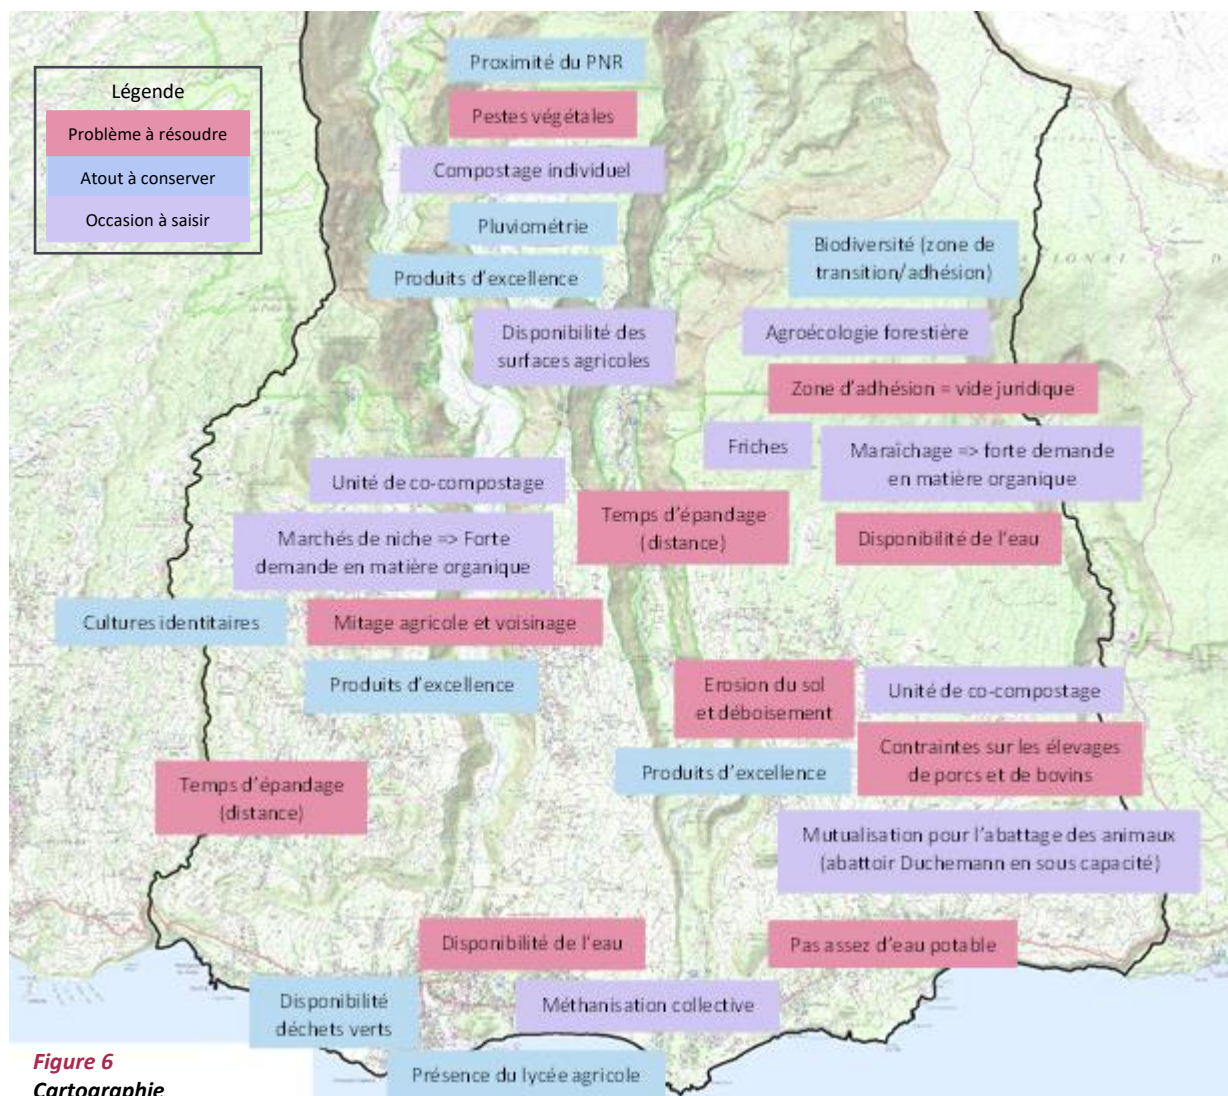 Proximité du PNR
Légende
Problème à résoudre
Atout à conserver
Occasion à saisir
Pestes végétales
Compostage individuel
Pluviométrie
Produits d'excellence
Biodiversité (zone de
transition/adhésion)
Disponibilité des
surfaces agricoles
Agroécologie forestière
Zone d'adhésion = vide juridique
Friches
Maraîchage => forte demande
en matière organique
Unité de co-compostage
Temps d'épandage
(distance)
Marchés de niche => Forte
demande en matière organique
Disponibilité de l'eau
Cultures identitaires
Mitage agricole et voisinage
Produits d'excellence
Erosion du sol
et déboisement
Unité de co-compostage
Contraintes sur les élevages
de porcs et de bovins
Produits d'excellence
Temps d'épandage
(distance)
Mutualisation pour l'abattage des animaux
(abattoir Duchemann en sous capacité)
Disponibilité de l'eau
Pas assez d'eau potable
Disponibilité
déchets verts
Méthanisation collective
Présence du lycée agricole
Figure 6
Cartographie